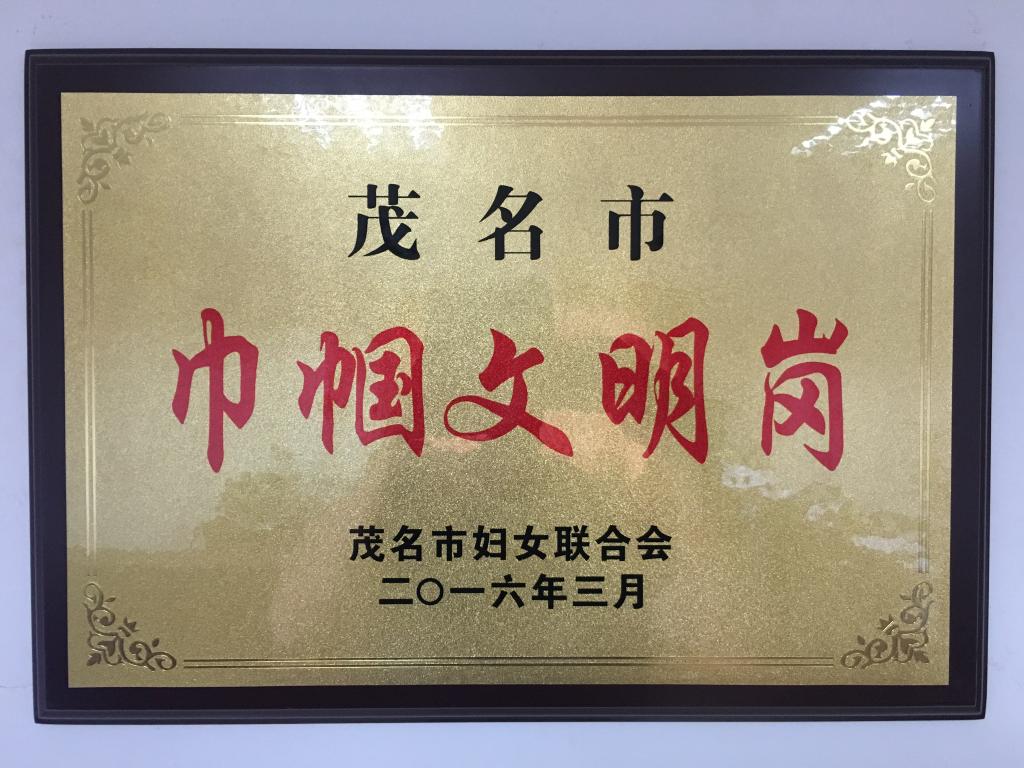 茂名市
巾帼文明岗
茂名市妇女联合会
二〇一六年三月